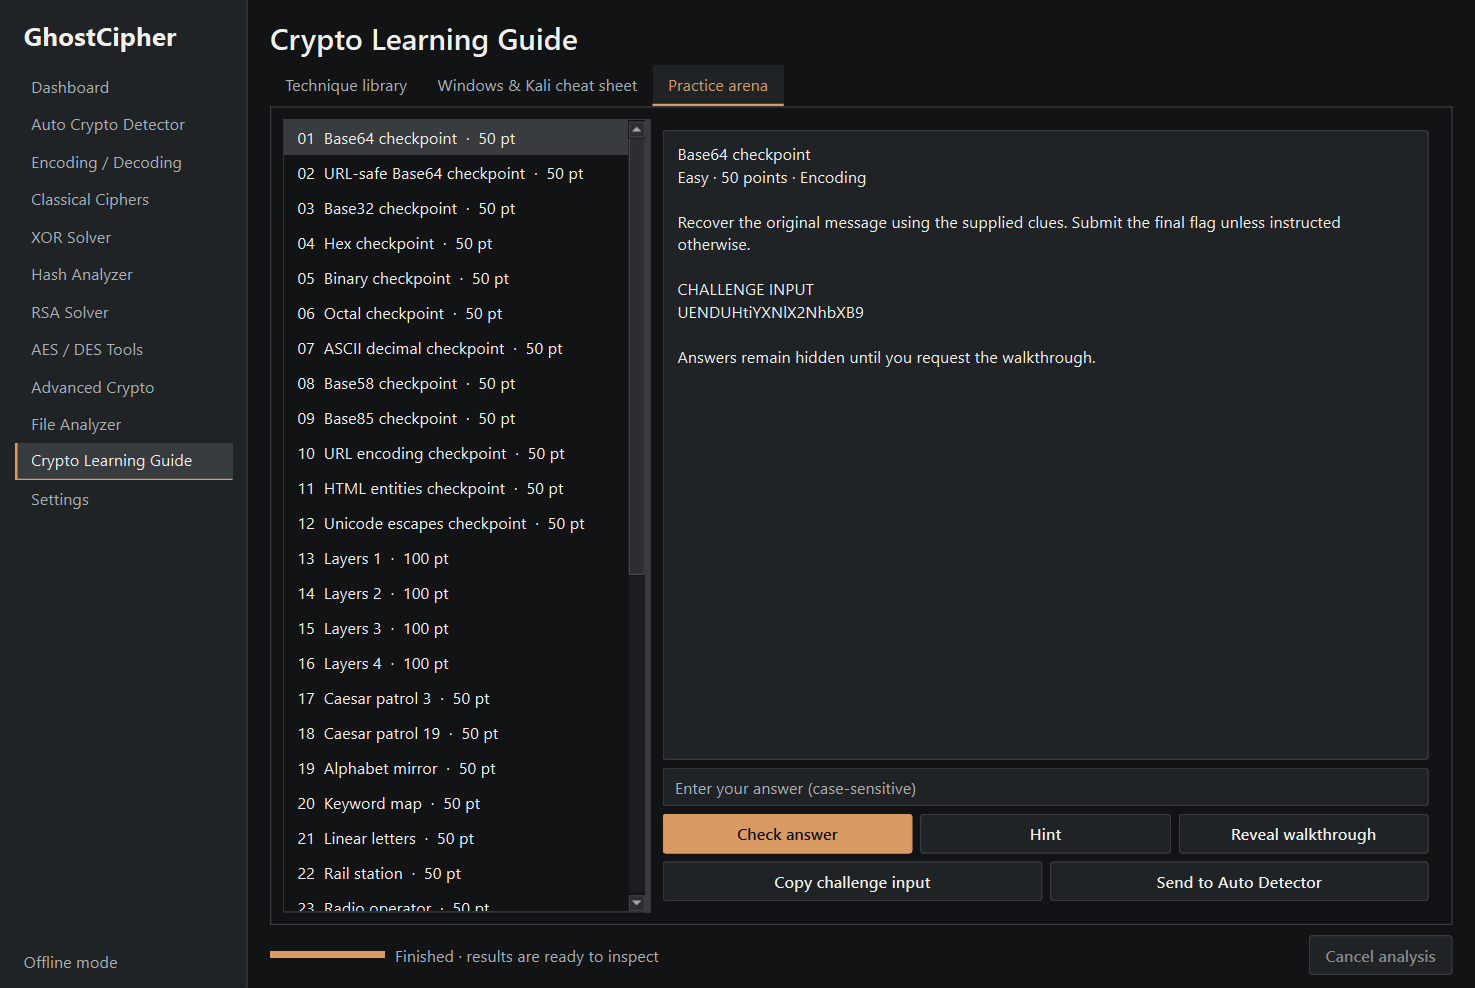 GhostCipher
Dashboard
Auto Crypto Detector
Encoding / Decoding
Classical Ciphers
XOR Solver
Hash Analyzer
RSA Solver
AES / DES Tools
Advanced Crypto
File Analyzer
Crypto Learning Guide
Settings
Offline mode
Crypto Learning Guide
Technique library
Windows & Kali cheat sheet
Practice arena
01 Base64 checkpoint · 50 pt
02 URL-safe Base64 checkpoint · 50 pt
03 Base32 checkpoint · 50 pt
04 Hex checkpoint · 50 pt
05 Binary checkpoint · 50 pt
06 Octal checkpoint · 50 pt
07 ASCII decimal checkpoint · 50 pt
08 Base58 checkpoint · 50 pt
09 Base85 checkpoint · 50 pt
10 URL encoding checkpoint · 50 pt
11 HTML entities checkpoint · 50 pt
12 Unicode escapes checkpoint · 50 pt
13 Layers 1 · 100 pt
14 Layers 2 · 100 pt
15 Layers 3 · 100 pt
16 Layers 4 · 100 pt
17 Caesar patrol 3 · 50 pt
18 Caesar patrol 19 · 50 pt
19 Alphabet mirror · 50 pt
20 Keyword map · 50 pt
21 Linear letters · 50 pt
22 Rail station · 50 pt
23 Radio operator · 50 pt
Base64 checkpoint
Easy · 50 points · Encoding
Recover the original message using the supplied clues. Submit the final flag unless instructed
otherwise.
CHALLENGE INPUT
UENDUHtiYXNlX2NhbXB9
Answers remain hidden until you request the walkthrough.
Enter your answer (case-sensitive)
Check answer
Hint
Reveal walkthrough
Copy challenge input
Send to Auto Detector
Finished · results are ready to inspect
Cancel analysis